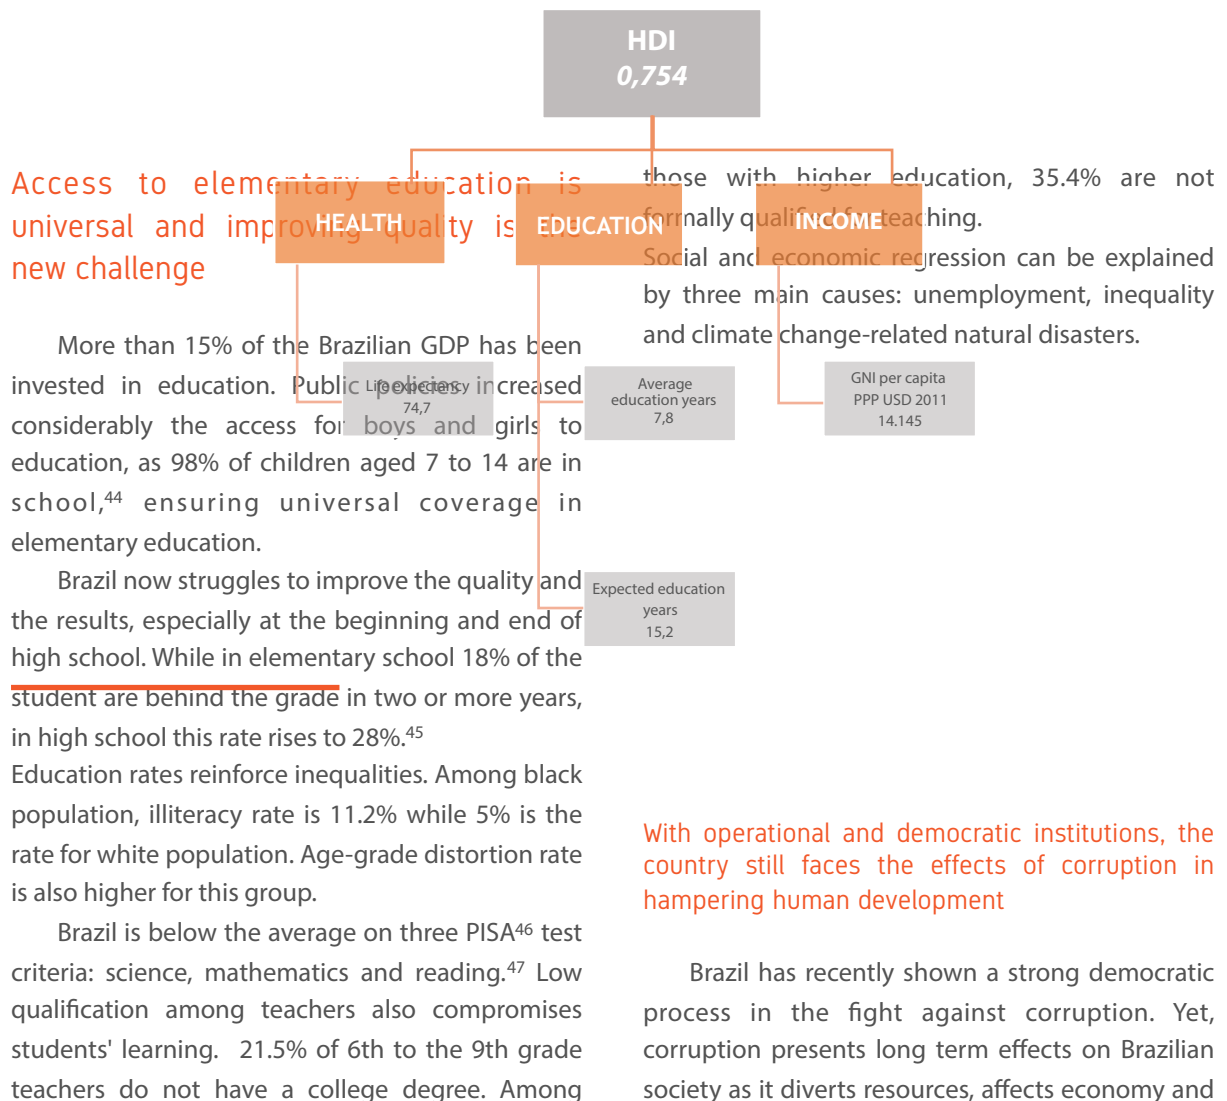 HDI
0,754
HEALTH
EDUCATION
INCOME
Life expectancy
74,7
Average
education years
7,8
GNI per capita
PPP USD 2011
14.145
Expected education
years
15,2
Access to elementary education is
universal and improving quality is the
new challenge
More than 15% of the Brazilian GDP has been
invested in education. Public policies increased
considerably the access for boys and girls to
education, as 98% of children aged 7 to 14 are in
school,44 ensuring universal coverage in
elementary education.
Brazil now struggles to improve the quality and
the results, especially at the beginning and end of
high school. While in elementary school 18% of the
student are behind the grade in two or more years,
in high school this rate rises to 28%.45
Education rates reinforce inequalities. Among black
population, illiteracy rate is 11.2% while 5% is the
rate for white population. Age-grade distortion rate
is also higher for this group.
Brazil is below the average on three PISA46 test
criteria: science, mathematics and reading.47 Low
qualification among teachers also compromises
students' learning. 21.5% of 6th to the 9th grade
teachers do not have a college degree. Among
those with higher education, 35.4% are not
formally qualified for teaching.
Social and economic regression can be explained
by three main causes: unemployment, inequality
and climate change-related natural disasters.
With operational and democratic institutions, the
country still faces the effects of corruption in
hampering human development
Brazil has recently shown a strong democratic
process in the fight against corruption. Yet,
corruption presents long term effects on Brazilian
society as it diverts resources, affects economy and